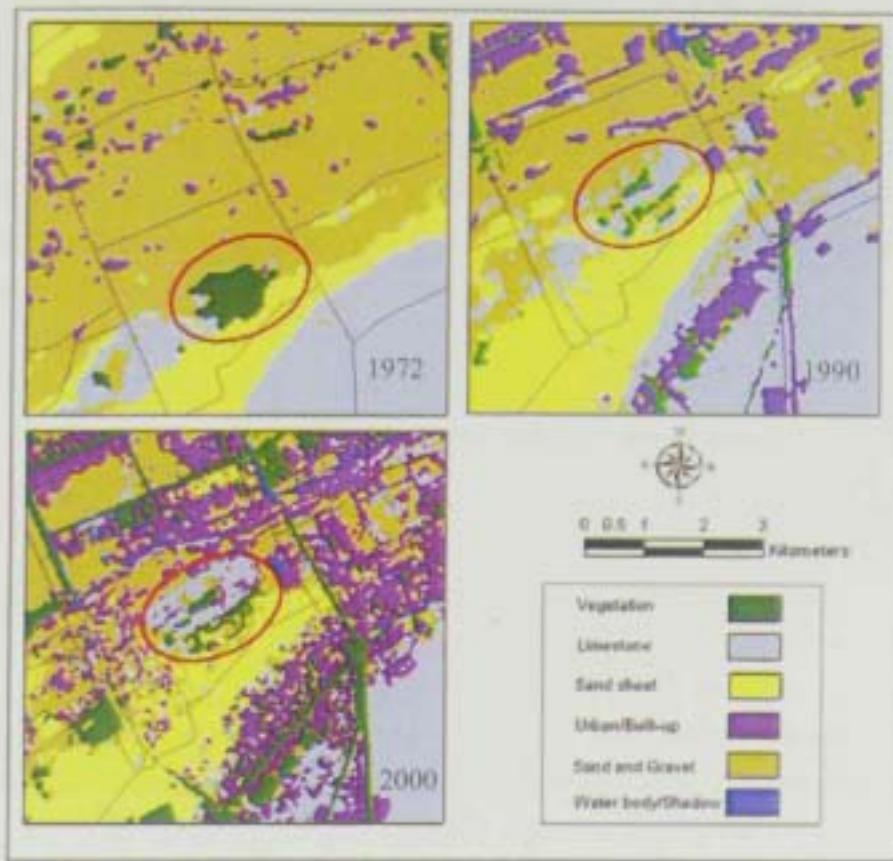 1972
1990
2000
0 0.5 1 2 3
Kilometers
Vegetation
Limestone
Sand sheet
Urban/Built-up
Sand and Gravel
Water body/Shadow